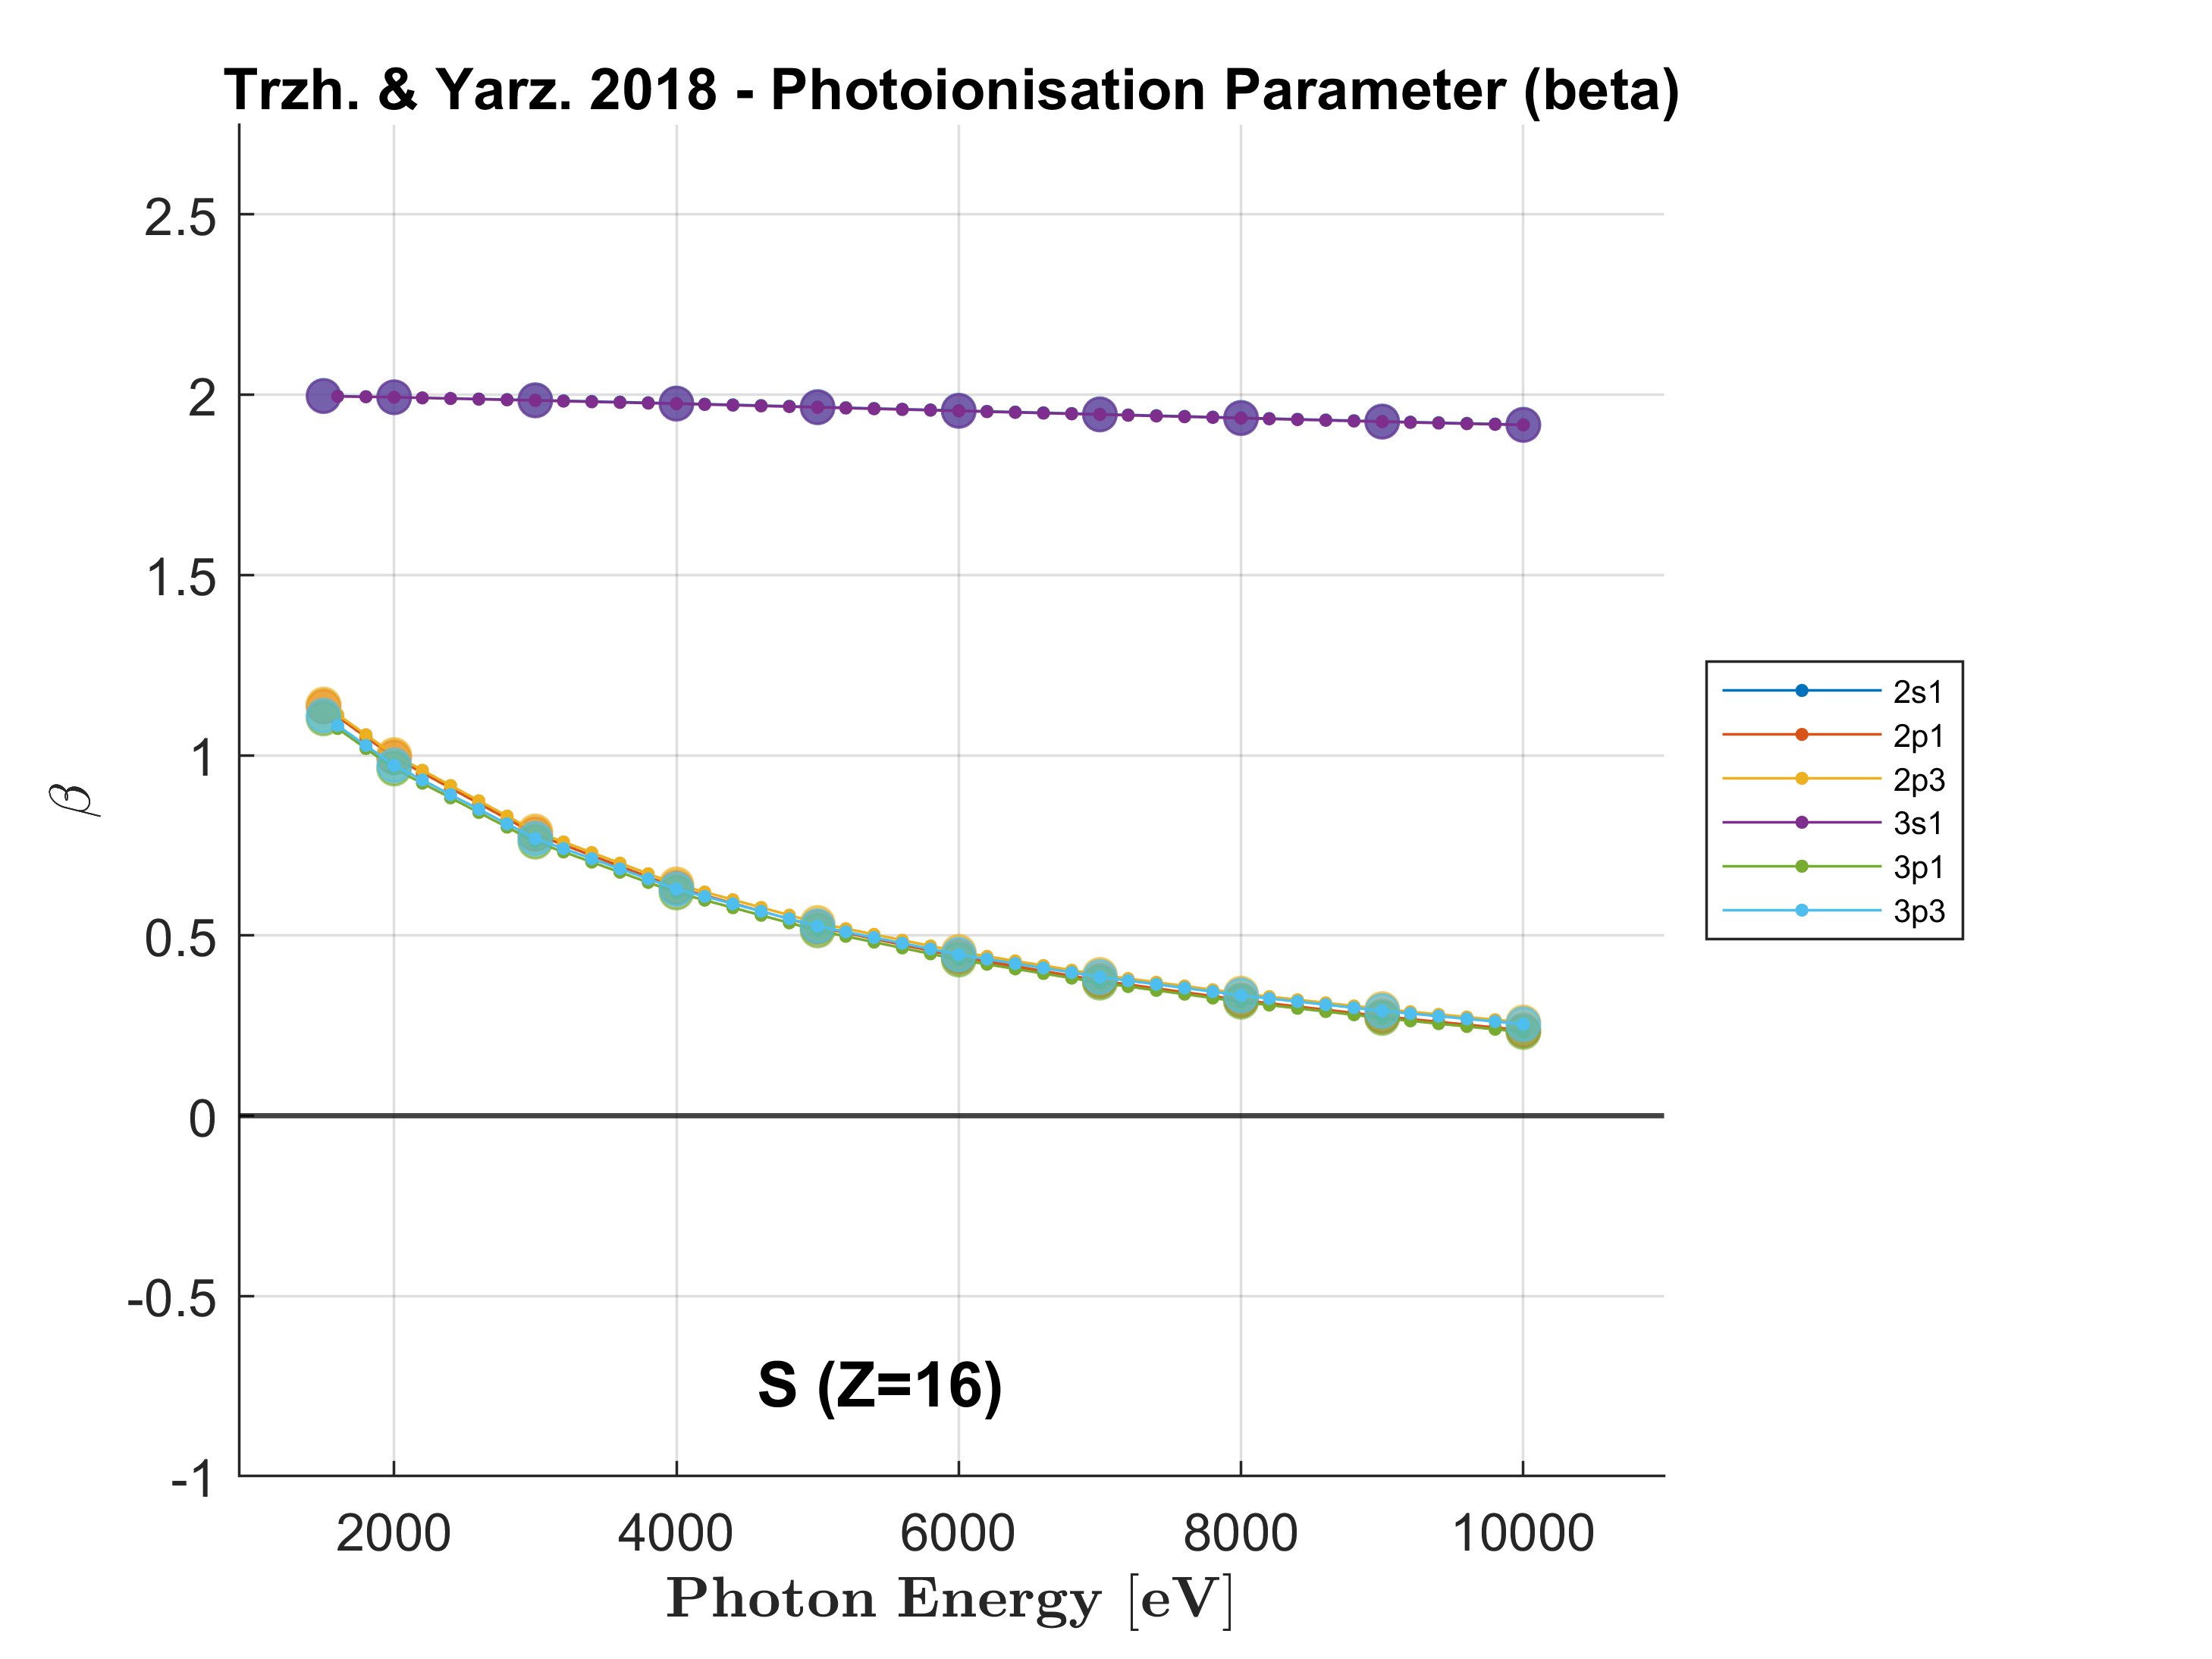 Trzh. & Yarz. 2018 - Photoionisation Parameter (beta)
2.5
2
1.5
1
0.5
0
-0.5
-1
β
2000 4000 6000 8000 10000
Photon Energy [eV]
S (Z=16)
2s1
2p1
2p3
3s1
3p1
3p3